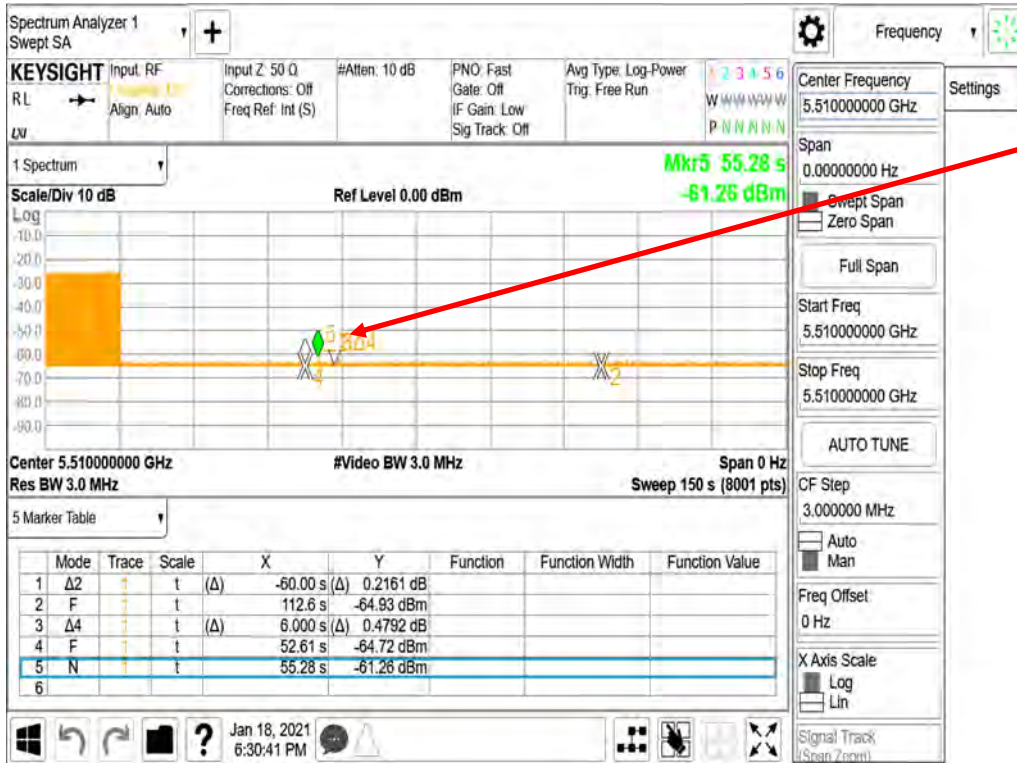 Spectrum Analyzer 1
Swept SA
+
Frequency
KEYSIGHT
RL
Input: RF
Align: Auto
Input Z: 50 Ω
Corrections: Off
Freq Ref: Int (S)
#Atten: 10 dB
PNO: Fast
Gate: Off
IF Gain: Low
Sig Track: Off
Avg Type: Log-Power
Trig: Free Run
1 2 3 4 5 6
W W W W W W
P N N N N N
Center Frequency
5.510000000 GHz
Settings
Span
0.00000000 Hz
Swept Span
Zero Span
Full Span
Start Freq
5.510000000 GHz
Stop Freq
5.510000000 GHz
AUTO TUNE
CF Step
3.000000 MHz
Auto
Man
Freq Offset
0 Hz
X Axis Scale
Log
Lin
Signal Track
(Span Zoom)
1 Spectrum
Mkr5 55.28 s
-61.26 dBm
Scale/Div 10 dB
Ref Level 0.00 dBm
Log
-10.0
-20.0
-30.0
-40.0
-50.0
-60.0
-70.0
-80.0
-90.0
5
3Δ4
4
2
Center 5.510000000 GHz
#Video BW 3.0 MHz
Span 0 Hz
Res BW 3.0 MHz
Sweep 150 s (8001 pts)
5 Marker Table
Mode Trace Scale X Y Function Function Width Function Value
1 Δ2 1 t (Δ) -60.00 s (Δ) 0.2161 dB
2 F 1 t 112.6 s -64.93 dBm
3 Δ4 1 t (Δ) 6.000 s (Δ) 0.4792 dB
4 F 1 t 52.61 s -64.72 dBm
5 N 1 t 55.28 s -61.26 dBm
6
?
Jan 18, 2021
6:30:41 PM